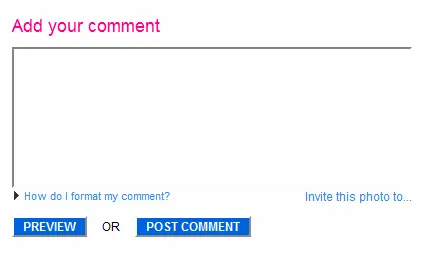 Add your comment
How do I format my comment? Invite this photo to...
PREVIEW OR POST COMMENT